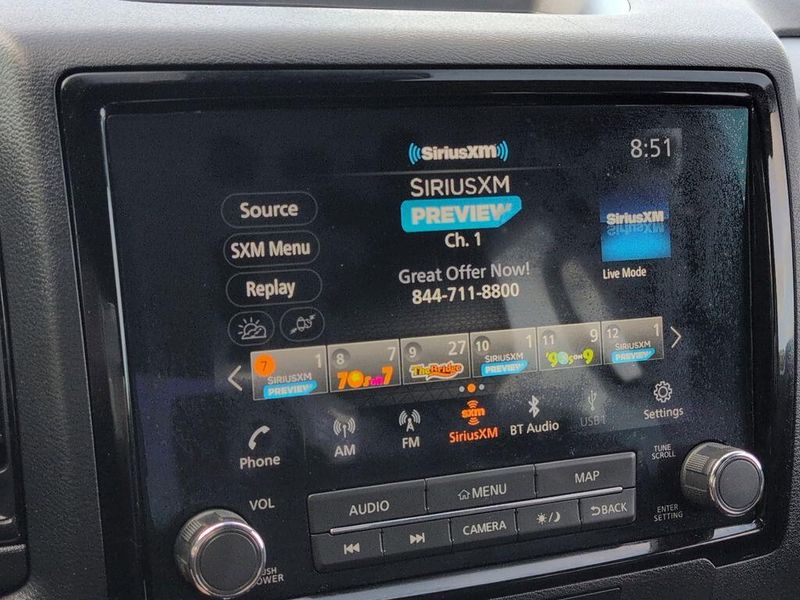 SiriusXM
8:51
SIRIUSXM
PREVIEW
Ch. 1
Source
SXM Menu
Replay
Great Offer Now!
844-711-8800
SiriusXM
Live Mode
7 1 SIRIUSXM PREVIEW
8 7 70s on 7
9 27 The Bridge
10 1 SIRIUSXM PREVIEW
11 9 '90s on 9
12 1 SIRIUSXM PREVIEW
Phone
AM
FM
sxm
SiriusXM
BT Audio
USB1
Settings
VOL
AUDIO
MENU
MAP
TUNE
SCROLL
CAMERA
BACK
ENTER
SETTING
PUSH
POWER